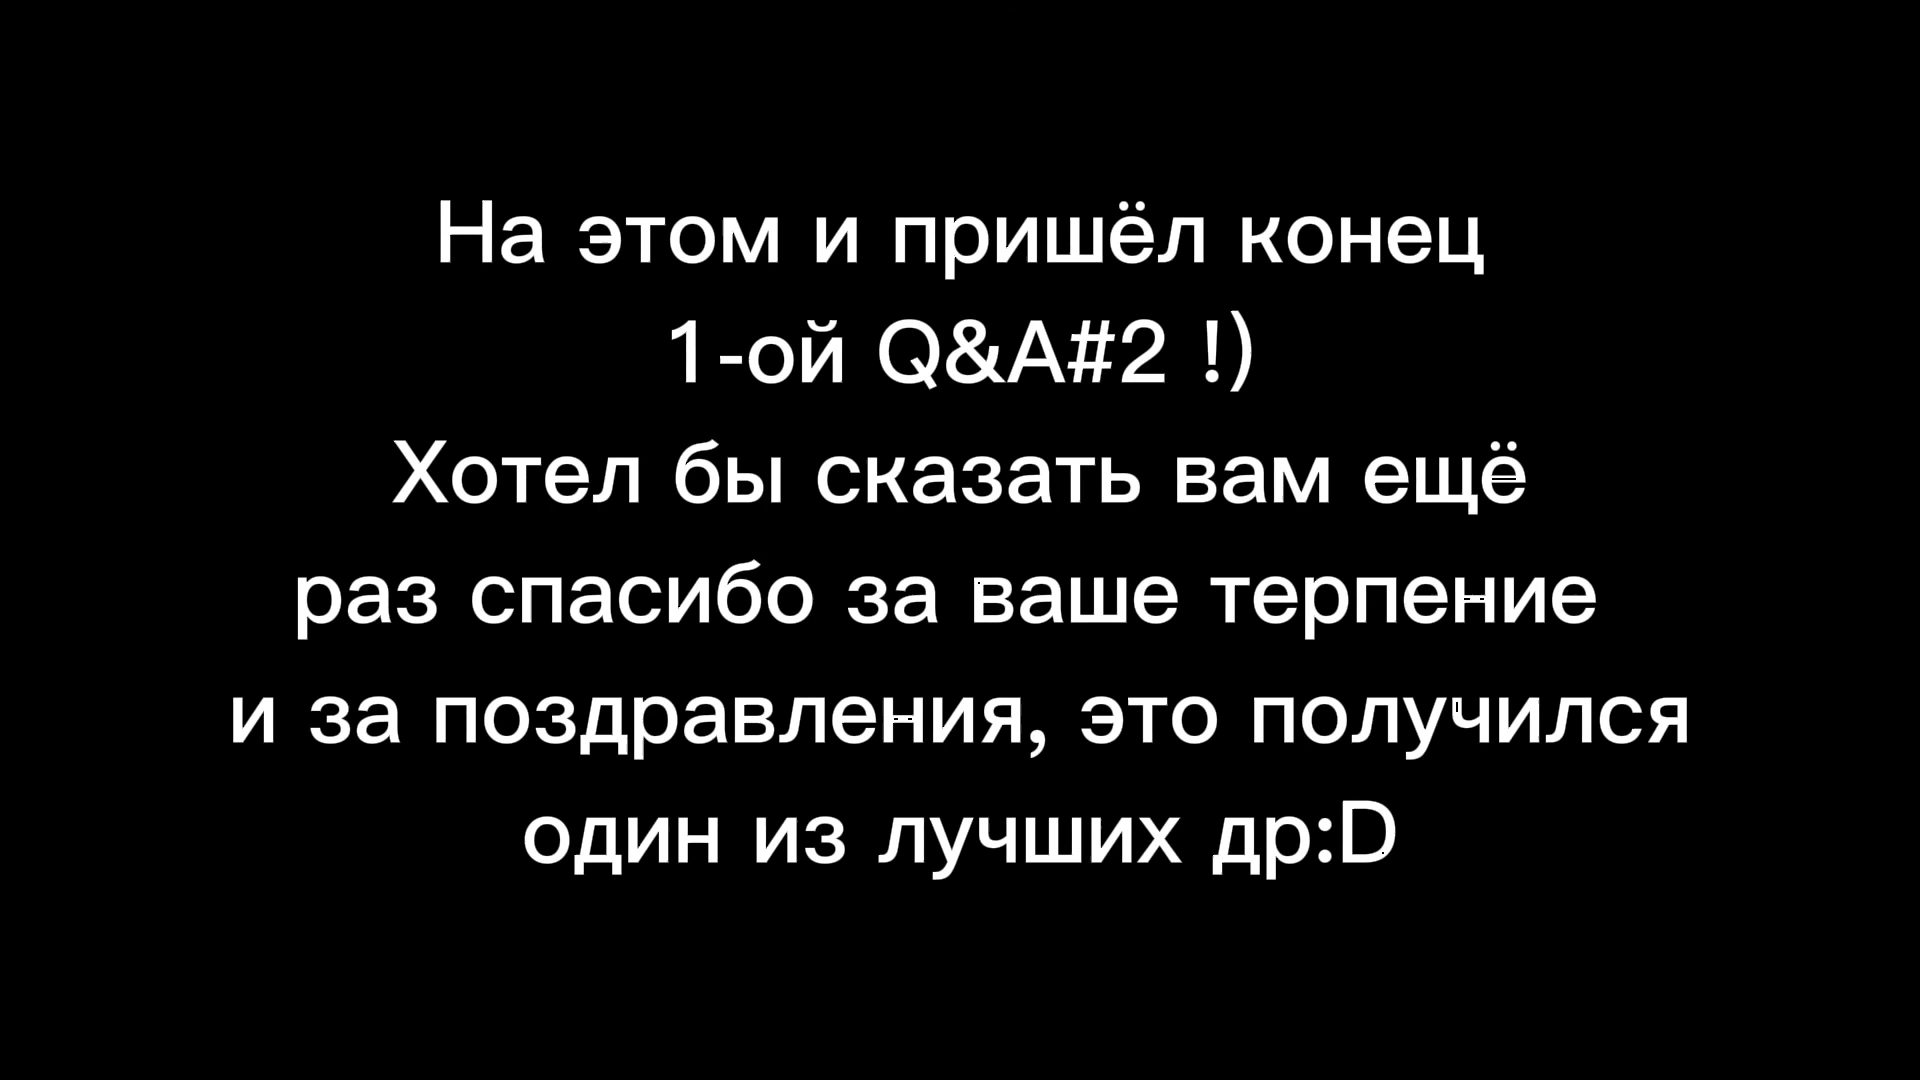 На этом и пришёл конец
1-ой Q&A#2 !)
Хотел бы сказать вам ещё
раз спасибо за ваше терпение
и за поздравления, это получился
один из лучших др:D